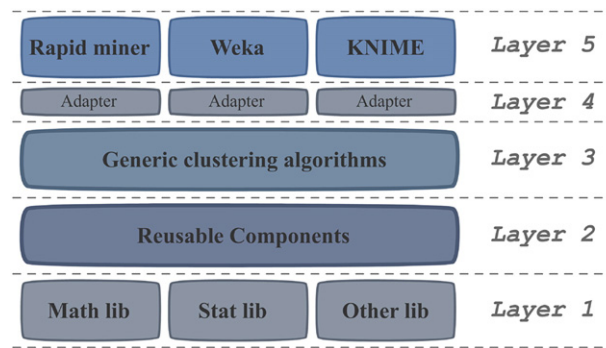 Rapid miner Weka KNIME Layer 5
Adapter Adapter Adapter Layer 4
Generic clustering algorithms Layer 3
Reusable Components Layer 2
Math lib Stat lib Other lib Layer 1